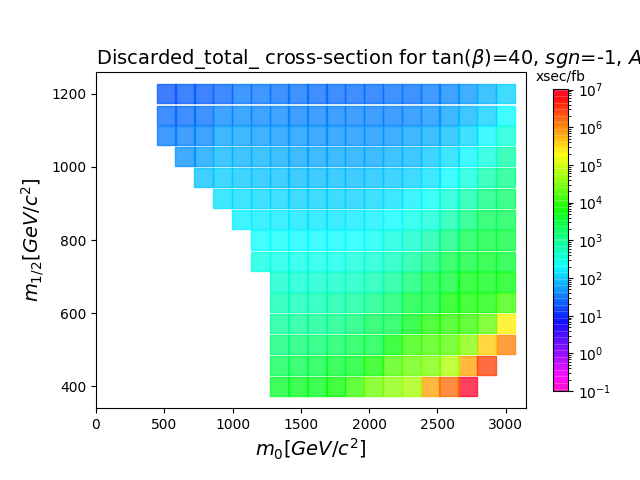 Discarded_total_ cross-section for tan(β)=40, sgn=-1, A
xsec/fb
10^7
10^6
10^5
10^4
10^3
10^2
10^1
10^0
10^-1
m_1/2[GeV/c^2]
1200
1000
800
600
400
0 500 1000 1500 2000 2500 3000
m_0[GeV/c^2]